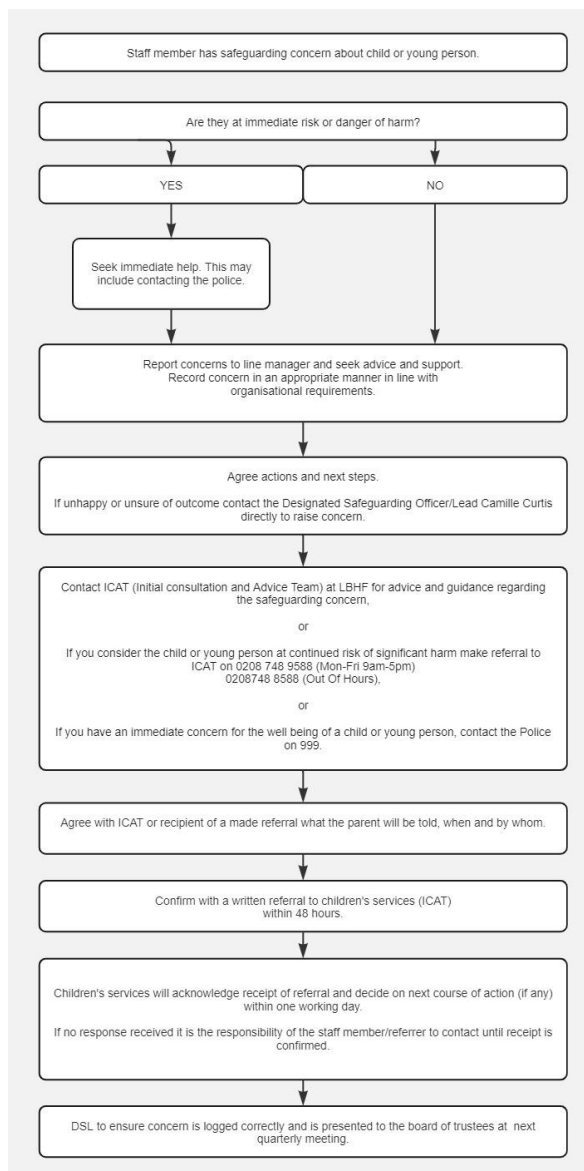 Staff member has safeguarding concern about child or young person.
Are they at immediate risk or danger of harm?
YES
NO
Seek immediate help. This may
include contacting the police.
Report concerns to line manager and seek advice and support.
Record concern in an appropriate manner in line with
organisational requirements.
Agree actions and next steps.
If unhappy or unsure of outcome contact the Designated Safeguarding Officer/Lead Camille Curtis
directly to raise concern.
Contact ICAT (Initial consultation and Advice Team) at LBHF for advice and guidance regarding
the safeguarding concern,
or
If you consider the child or young person at continued risk of significant harm make referral to
ICAT on 0208 748 9588 (Mon-Fri 9am-5pm)
0208748 8588 (Out Of Hours),
or
If you have an immediate concern for the well being of a child or young person, contact the Police
on 999.
Agree with ICAT or recipient of a made referral what the parent will be told, when and by whom.
Confirm with a written referral to children's services (ICAT)
within 48 hours.
Children's services will acknowledge receipt of referral and decide on next course of action (if any)
within one working day.
If no response received it is the responsibility of the staff member/referrer to contact until receipt is
confirmed.
DSL to ensure concern is logged correctly and is presented to the board of trustees at next
quarterly meeting.